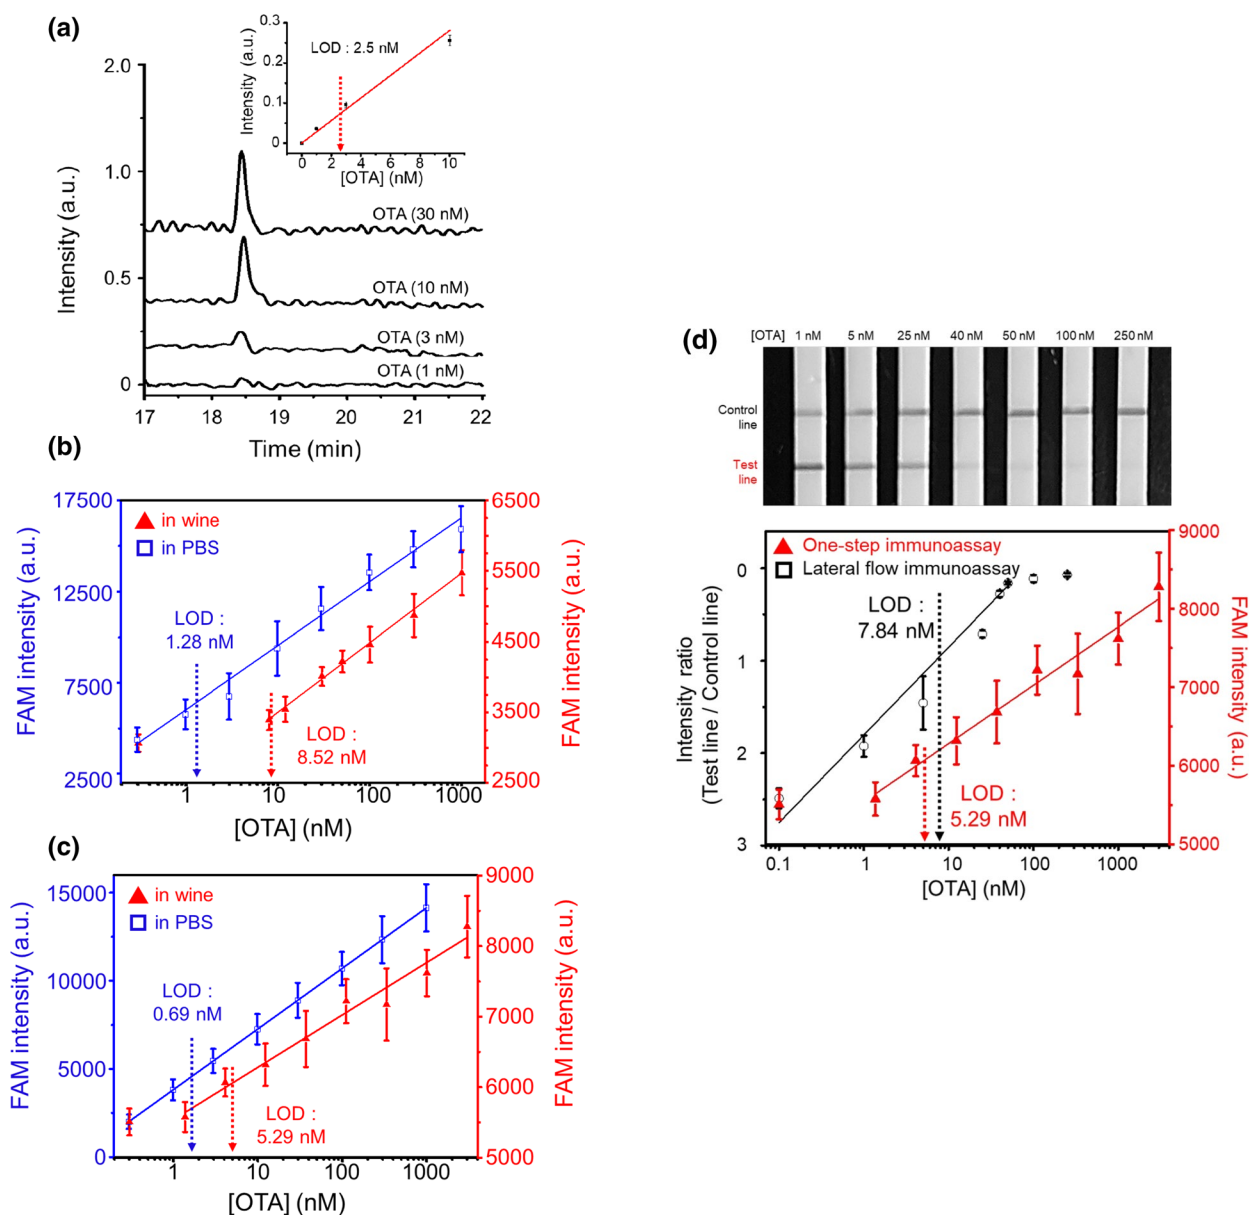 (a)
Intensity (a.u.)
2.0
1.0
0.5
0
17 18 19 20 21 22
Time (min)
OTA (30 nM)
OTA (10 nM)
OTA (3 nM)
OTA (1 nM)
Intensity (a.u.)
0.3
0.2
0.1
0
LOD : 2.5 nM
0 2 4 6 8 10
[OTA] (nM)
(b)
FAM intensity (a.u.)
17500
12500
7500
2500
in wine
in PBS
LOD :
1.28 nM
LOD :
8.52 nM
6500
5500
4500
3500
2500
FAM intensity (a.u.)
1 10 100 1000
[OTA] (nM)
(c)
FAM intensity (a.u.)
15000
10000
5000
0
in wine
in PBS
LOD :
0.69 nM
LOD :
5.29 nM
9000
8000
7000
6000
5000
FAM intensity (a.u.)
1 10 100 1000
[OTA] (nM)
(d)
[OTA] 1 nM 5 nM 25 nM 40 nM 50 nM 100 nM 250 nM
Control
line
Test
line
Intensity ratio
(Test line / Control line)
0
1
2
3
One-step immunoassay
Lateral flow immunoassay
LOD :
7.84 nM
LOD :
5.29 nM
9000
8000
7000
6000
5000
FAM intensity
(a.u.)
0.1 1 10 100 1000
[OTA] (nM)